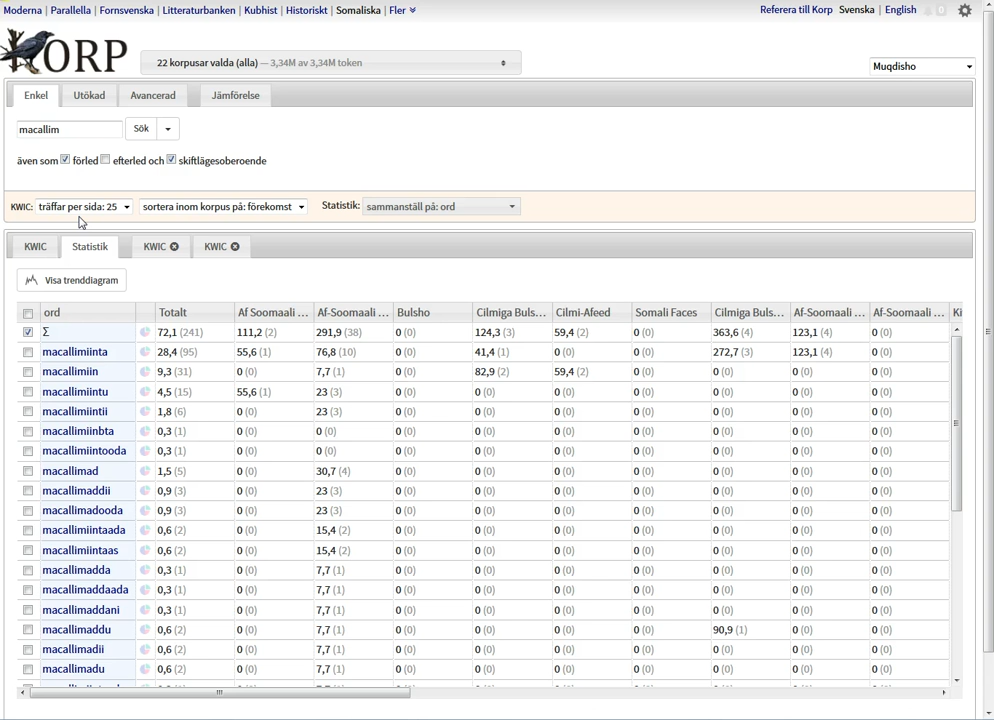 Moderna | Parallella | Fornsvenska | Litteraturbanken | Kubhist | Historiskt | Somaliska | Fler
Referera till Korp Svenska | English 0
KORP
22 korpusar valda (alla) — 3,34M av 3,34M token
Muqdisho
Enkel Utökad Avancerad Jämförelse
macallim Sök
även som förled efterled och skiftlägesoberoende
KWIC: träffar per sida: 25 sortera inom korpus på: förekomst Statistik: sammanställ på: ord
KWIC Statistik KWIC KWIC
Visa trenddiagram
ord Totalt Af Soomaali ... Af-Soomaali ... Bulsho Cilmiga Buls... Cilmi-Afeed Somali Faces Cilmiga Buls... Af-Soomaali ... Af-Soomaali ... Ki
Σ 72,1 (241) 111,2 (2) 291,9 (38) 0 (0) 124,3 (3) 59,4 (2) 0 (0) 363,6 (4) 123,1 (4) 0 (0)
macallimiinta 28,4 (95) 55,6 (1) 76,8 (10) 0 (0) 41,4 (1) 0 (0) 0 (0) 272,7 (3) 123,1 (4) 0 (0)
macallimiin 9,3 (31) 0 (0) 7,7 (1) 0 (0) 82,9 (2) 59,4 (2) 0 (0) 0 (0) 0 (0) 0 (0)
macallimiintu 4,5 (15) 55,6 (1) 23 (3) 0 (0) 0 (0) 0 (0) 0 (0) 0 (0) 0 (0) 0 (0)
macallimiintii 1,8 (6) 0 (0) 23 (3) 0 (0) 0 (0) 0 (0) 0 (0) 0 (0) 0 (0) 0 (0)
macallimiinbta 0,3 (1) 0 (0) 0 (0) 0 (0) 0 (0) 0 (0) 0 (0) 0 (0) 0 (0) 0 (0)
macallimiintooda 0,3 (1) 0 (0) 0 (0) 0 (0) 0 (0) 0 (0) 0 (0) 0 (0) 0 (0) 0 (0)
macallimad 1,5 (5) 0 (0) 30,7 (4) 0 (0) 0 (0) 0 (0) 0 (0) 0 (0) 0 (0) 0 (0)
macallimaddii 0,9 (3) 0 (0) 23 (3) 0 (0) 0 (0) 0 (0) 0 (0) 0 (0) 0 (0) 0 (0)
macallimadooda 0,9 (3) 0 (0) 23 (3) 0 (0) 0 (0) 0 (0) 0 (0) 0 (0) 0 (0) 0 (0)
macallimiintaada 0,6 (2) 0 (0) 15,4 (2) 0 (0) 0 (0) 0 (0) 0 (0) 0 (0) 0 (0) 0 (0)
macallimiintaas 0,6 (2) 0 (0) 15,4 (2) 0 (0) 0 (0) 0 (0) 0 (0) 0 (0) 0 (0) 0 (0)
macallimadda 0,3 (1) 0 (0) 7,7 (1) 0 (0) 0 (0) 0 (0) 0 (0) 0 (0) 0 (0) 0 (0)
macallimaddaada 0,3 (1) 0 (0) 7,7 (1) 0 (0) 0 (0) 0 (0) 0 (0) 0 (0) 0 (0) 0 (0)
macallimaddani 0,3 (1) 0 (0) 7,7 (1) 0 (0) 0 (0) 0 (0) 0 (0) 0 (0) 0 (0) 0 (0)
macallimaddu 0,6 (2) 0 (0) 7,7 (1) 0 (0) 0 (0) 0 (0) 0 (0) 90,9 (1) 0 (0) 0 (0)
macallimadii 0,6 (2) 0 (0) 7,7 (1) 0 (0) 0 (0) 0 (0) 0 (0) 0 (0) 0 (0) 0 (0)
macallimadu 0,6 (2) 0 (0) 7,7 (1) 0 (0) 0 (0) 0 (0) 0 (0) 0 (0) 0 (0) 0 (0)